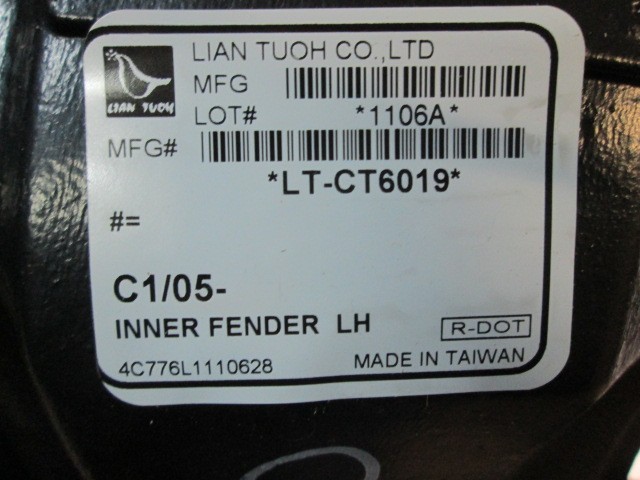 LIAN TUOH
LIAN TUOH CO.,LTD
MFG
LOT# *1106A*
MFG#
*LT-CT6019*
#=
C1/05-
INNER FENDER LH
R-DOT
4C776L1110628
MADE IN TAIWAN